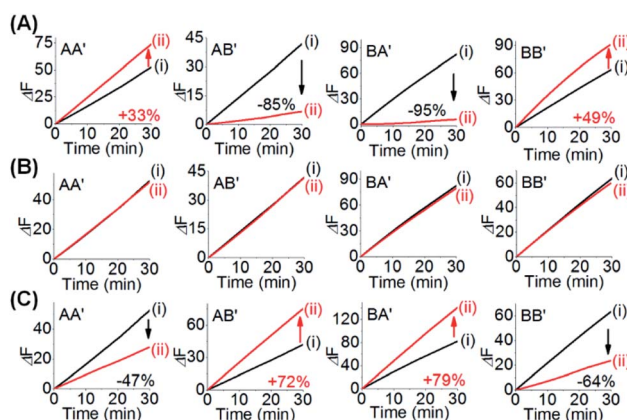 (A)
AA'
(ii)
(i)
+33%
ΔF
75
50
25
0
0 10 20 30
Time (min)
AB'
(i)
-85%
(ii)
ΔF
45
30
15
0
0 10 20 30
Time (min)
BA'
(i)
-95%
(ii)
ΔF
90
60
30
0
0 10 20 30
Time (min)
BB'
(ii)
(i)
+49%
ΔF
90
60
30
0
0 10 20 30
Time (min)
(B)
AA'
(i)
(ii)
ΔF
40
20
0
0 10 20 30
Time (min)
AB'
(i)
(ii)
ΔF
45
30
15
0
0 10 20 30
Time (min)
BA'
(i)
(ii)
ΔF
90
60
30
0
0 10 20 30
Time (min)
BB'
(i)
(ii)
ΔF
60
40
20
0
0 10 20 30
Time (min)
(C)
AA'
(i)
(ii)
-47%
ΔF
40
20
0
0 10 20 30
Time (min)
AB'
(ii)
(i)
+72%
ΔF
60
30
0
0 10 20 30
Time (min)
BA'
(ii)
(i)
+79%
ΔF
120
80
40
0
0 10 20 30
Time (min)
BB'
(i)
(ii)
-64%
ΔF
60
40
20
0
0 10 20 30
Time (min)